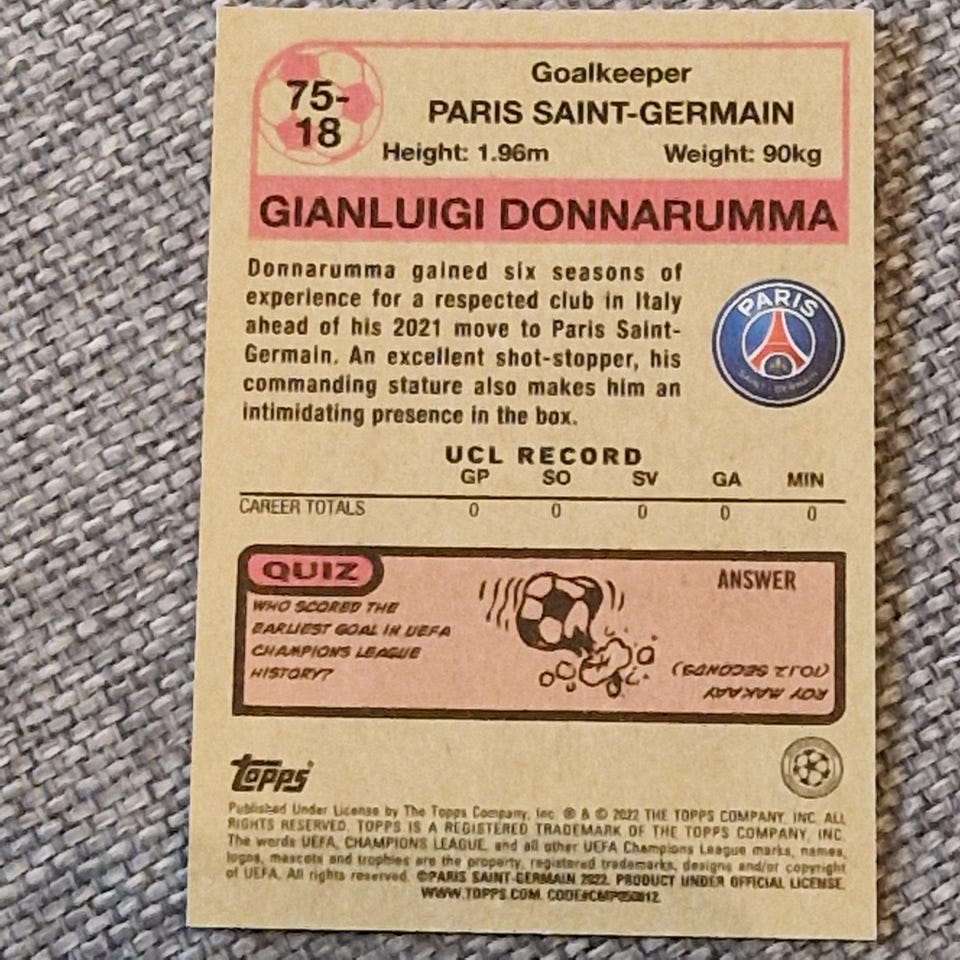 75-
18
Goalkeeper
PARIS SAINT-GERMAIN
Height: 1.96m Weight: 90kg
GIANLUIGI DONNARUMMA
Donnarumma gained six seasons of
experience for a respected club in Italy
ahead of his 2021 move to Paris Saint-
Germain. An excellent shot-stopper, his
commanding stature also makes him an
intimidating presence in the box.
PARIS
SAINT-GERMAIN
UCL RECORD
GP SO SV GA MIN
CAREER TOTALS 0 0 0 0 0
QUIZ
WHO SCORED THE
EARLIEST GOAL IN UEFA
CHAMPIONS LEAGUE
HISTORY?
ANSWER
ROY MAKAAY
(10.12 SECONDS)
Topps
Published Under License by The Topps Company, Inc. ® & © 2022 THE TOPPS COMPANY, INC. ALL
RIGHTS RESERVED. TOPPS IS A REGISTERED TRADEMARK OF THE TOPPS COMPANY, INC.
The words UEFA, CHAMPIONS LEAGUE, and all other UEFA Champions League marks, names,
logos, mascots and trophies are the property, registered trademarks, designs and/or copyright
of UEFA. All rights reserved. ©PARIS SAINT-GERMAIN 2022. PRODUCT UNDER OFFICIAL LICENSE.
WWW.TOPPS.COM.